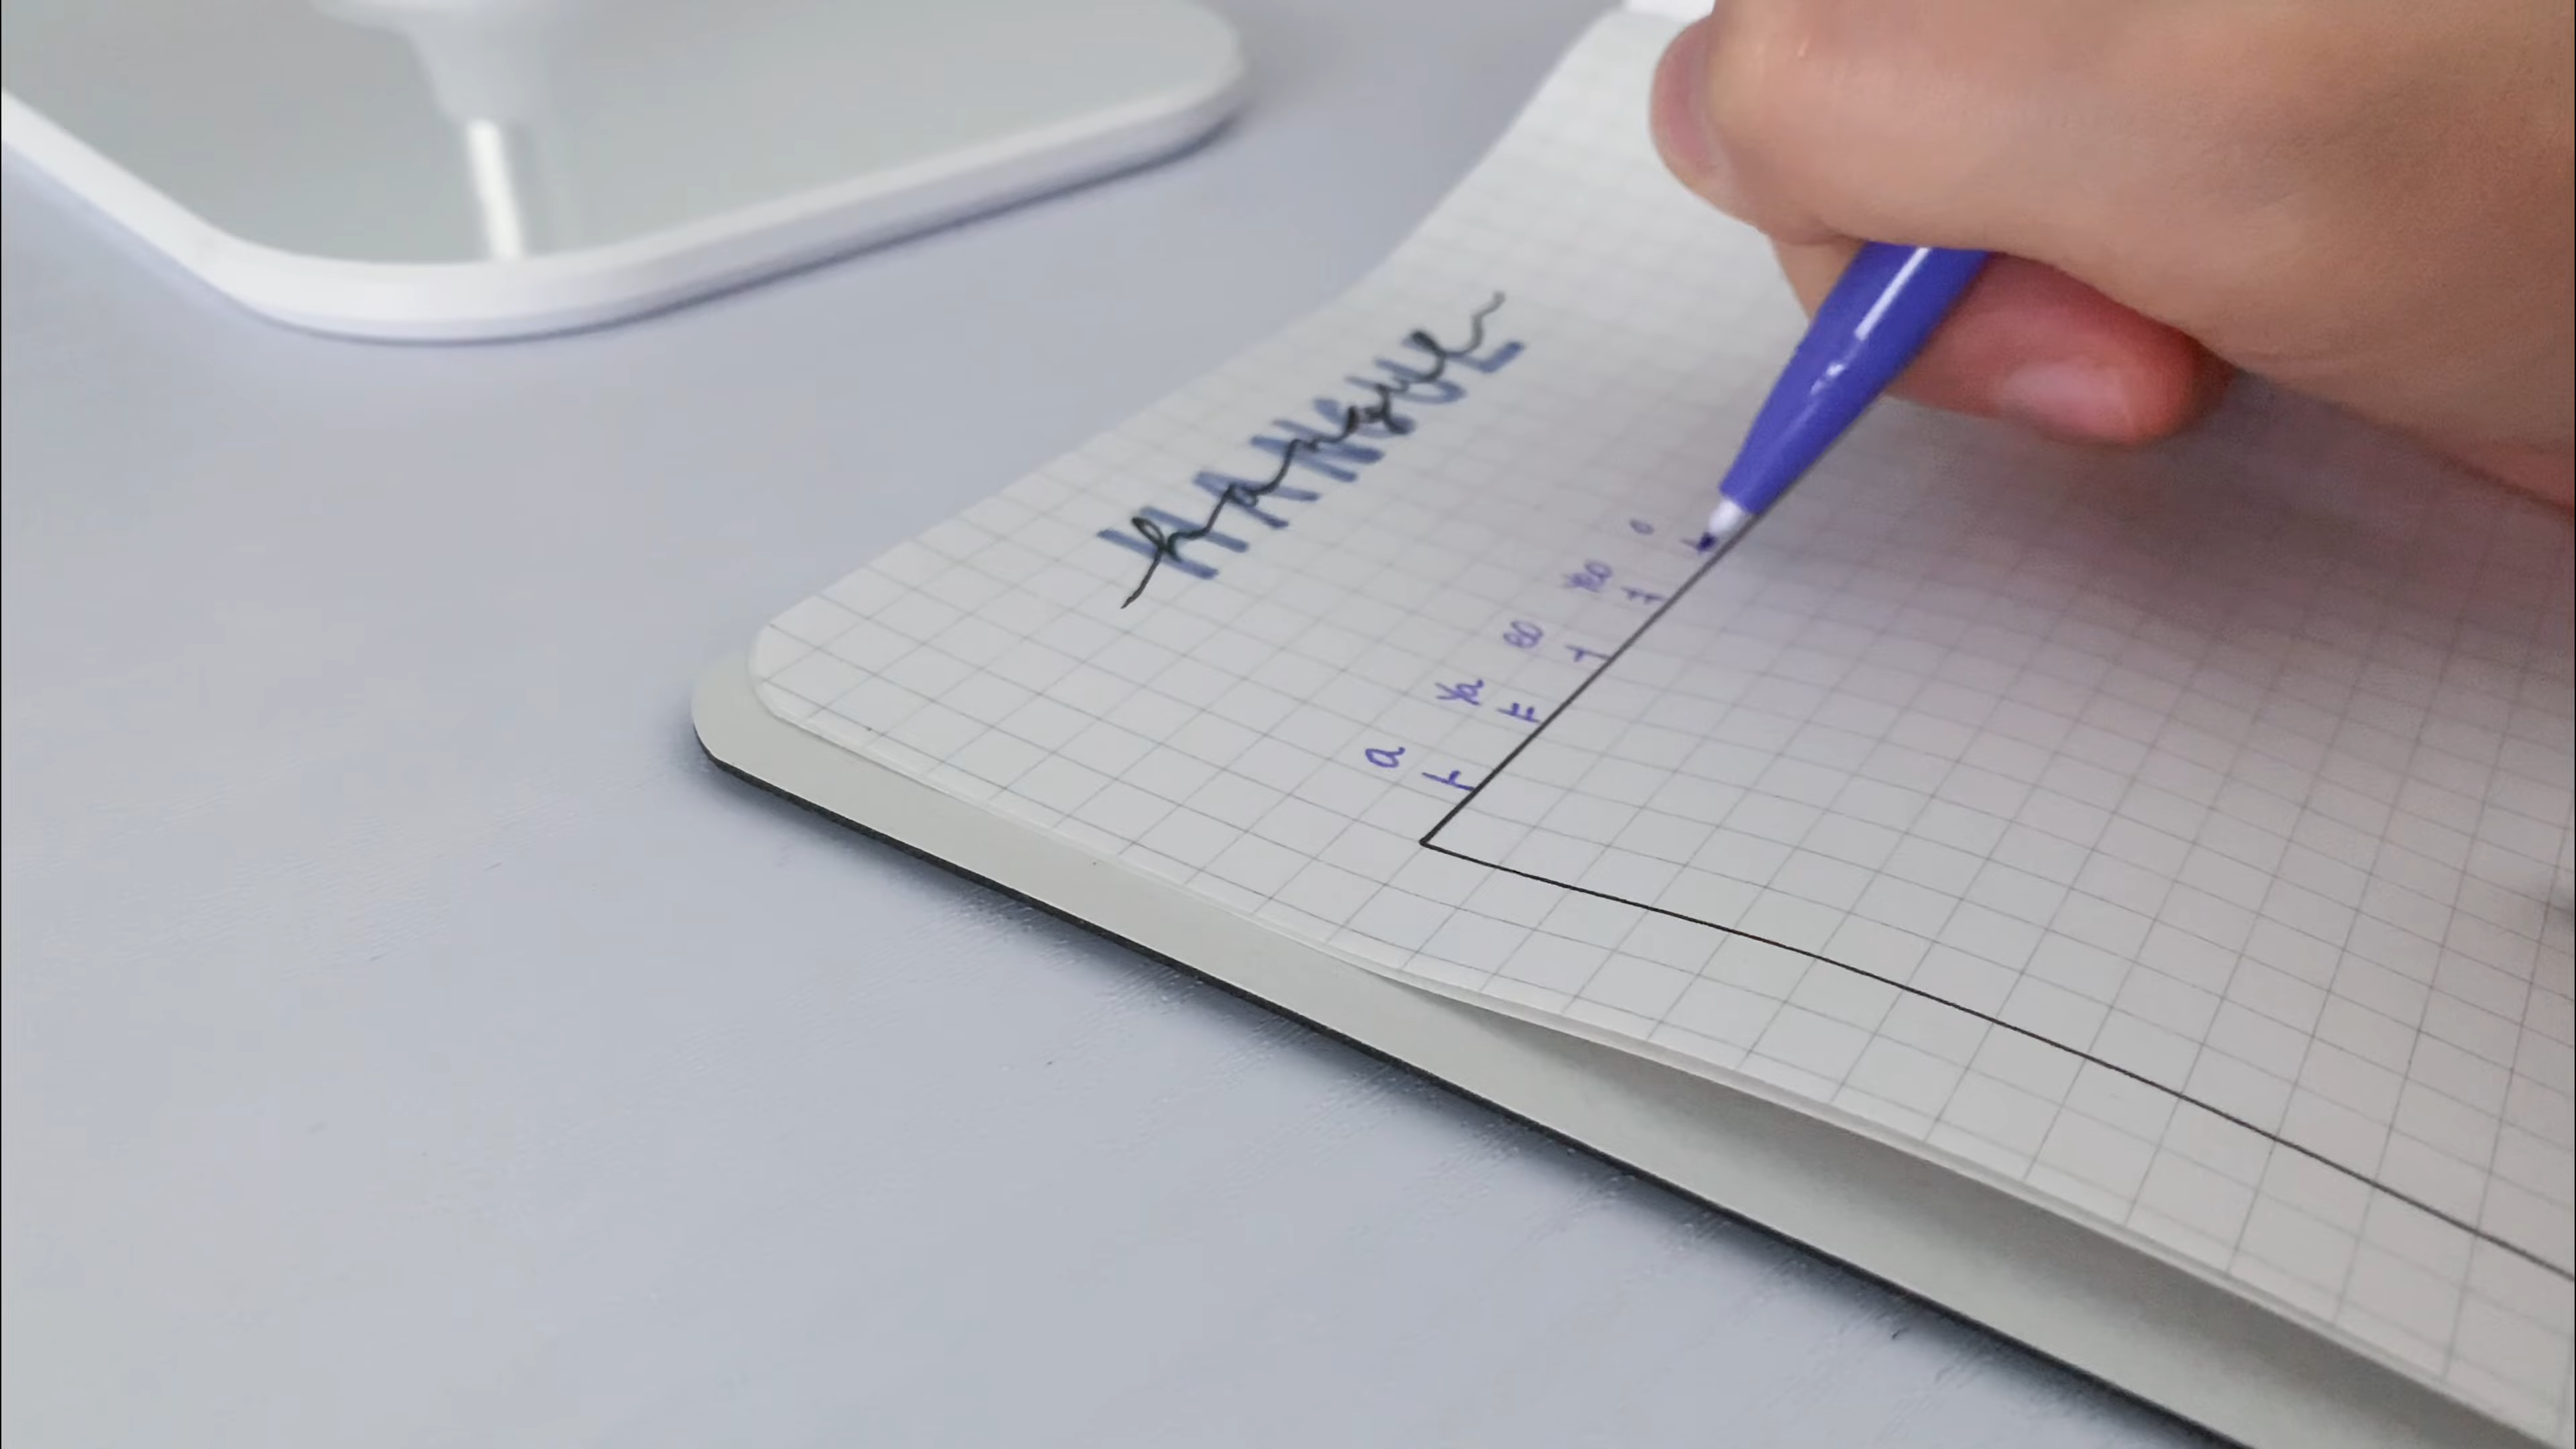 HANGUL
hangul
a ya eo yeo o
ㅏ ㅑ ㅓ ㅕ ㅗ